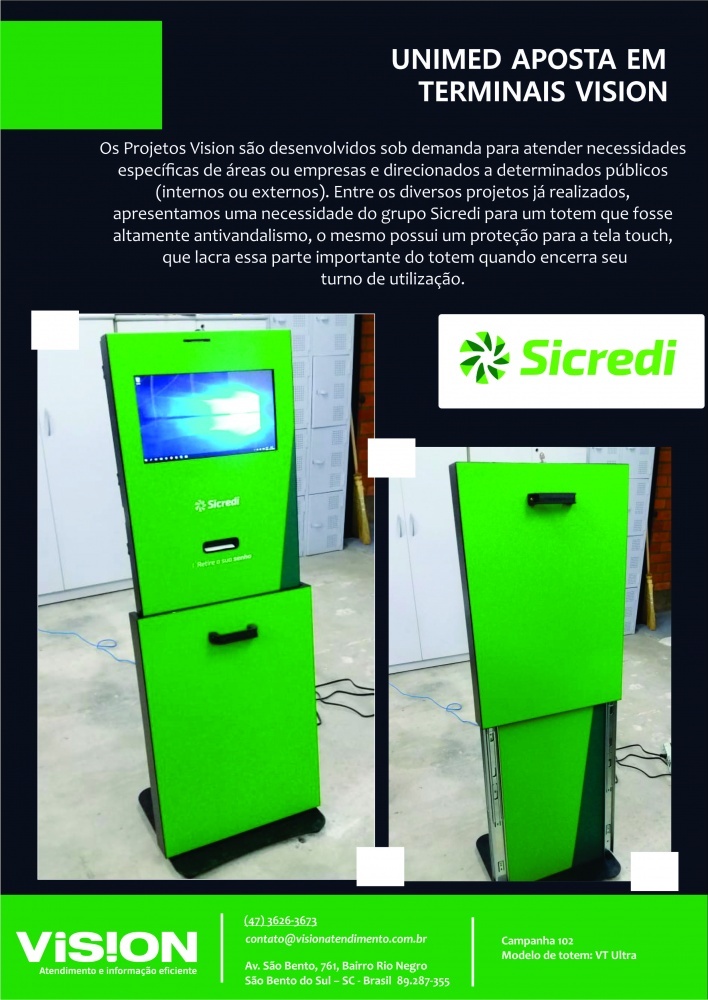 UNIMED APOSTA EM
TERMINAIS VISION
Os Projetos Vision são desenvolvidos sob demanda para atender necessidades
específicas de áreas ou empresas e direcionados a determinados públicos
(internos ou externos). Entre os diversos projetos já realizados,
apresentamos uma necessidade do grupo Sicredi para um totem que fosse
altamente antivandalismo, o mesmo possui um proteção para a tela touch,
que lacra essa parte importante do totem quando encerra seu
turno de utilização.
Sicredi
Sicredi
Retire a sua senha
ViS!ON
Atendimento e informação eficiente
(47) 3626-3673
contato@visionatendimento.com.br
Av. São Bento, 761, Bairro Rio Negro
São Bento do Sul – SC - Brasil 89.287-355
Campanha 102
Modelo de totem: VT Ultra